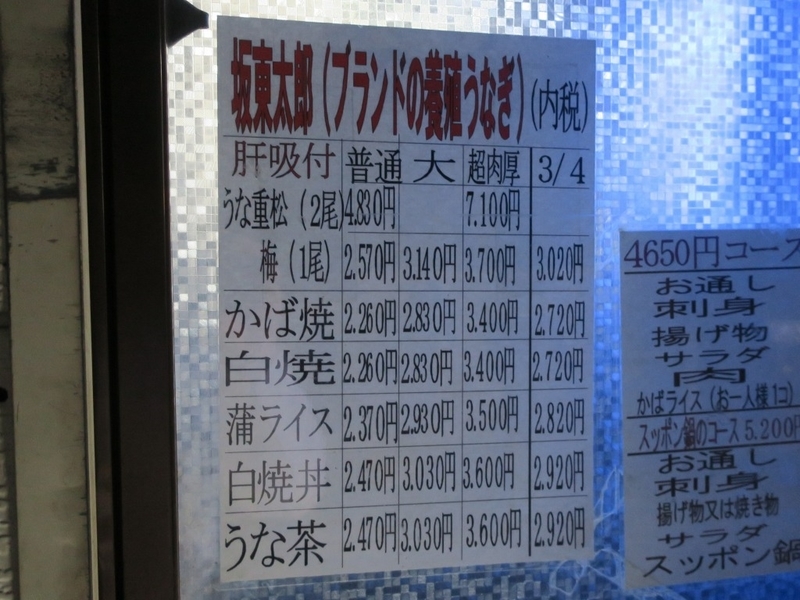 坂東太郎(ブランドの養殖うなぎ)(内税)
肝吸付 普通 大 超肉厚 3/4
うな重松(2尾) 4.830円 7.100円
梅(1尾) 2.570円 3.140円 3.700円 3.020円
かば焼 2.260円 2.830円 3.400円 2.720円
白焼 2.260円 2.830円 3.400円 2.720円
蒲ライス 2.370円 2.930円 3.500円 2.820円
白焼丼 2.470円 3.030円 3.600円 2.920円
うな茶 2.470円 3.030円 3.600円 2.920円
4650円コース
お通し
刺身
揚げ物
サラダ
肉
かばライス(お一人様1コ)
スッポン鍋のコース5.200円
お通し
刺身
揚げ物又は焼き物
サラダ
スッポン鍋